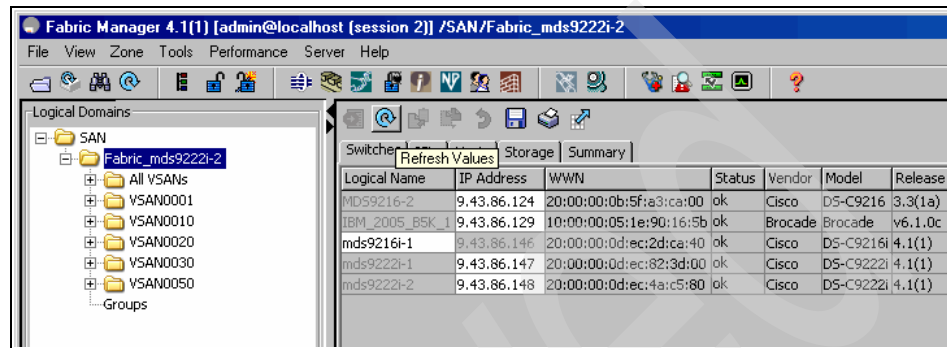 Fabric Manager 4.1(1) [admin@localhost (session 2)] /SAN/Fabric_mds9222i-2
File View Zone Tools Performance Server Help
Logical Domains
SAN
Fabric_mds9222i-2
All VSANs
VSAN0001
VSAN0010
VSAN0020
VSAN0030
VSAN0050
Groups
Switches Storage Summary
Refresh Values
Logical Name IP Address WWN Status Vendor Model Release
MDS9216-2 9.43.86.124 20:00:00:0b:5f:a3:ca:00 ok Cisco DS-C9216 3.3(1a)
IBM_2005_B5K_1 9.43.86.129 10:00:00:05:1e:90:16:5b ok Brocade Brocade v6.1.0c
mds9216i-1 9.43.86.146 20:00:00:0d:ec:2d:ca:40 ok Cisco DS-C9216i 4.1(1)
mds9222i-1 9.43.86.147 20:00:00:0d:ec:82:3d:00 ok Cisco DS-C9222i 4.1(1)
mds9222i-2 9.43.86.148 20:00:00:0d:ec:4a:c5:80 ok Cisco DS-C9222i 4.1(1)